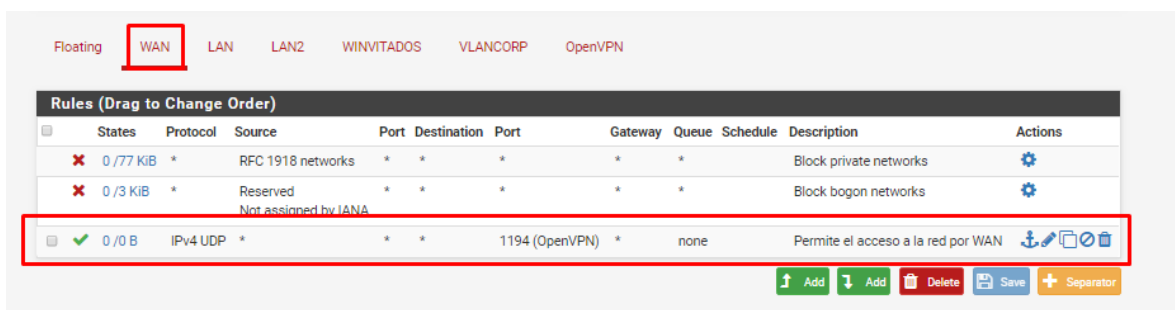 Floating WAN LAN LAN2 WINVITADOS VLANCORP OpenVPN
Rules (Drag to Change Order)
States Protocol Source Port Destination Port Gateway Queue Schedule Description Actions
0 /77 KiB * RFC 1918 networks * * * * * Block private networks
0 /3 KiB * Reserved * * * * * Block bogon networks
Not assigned by IANA
0 /0 B IPv4 UDP * * * 1194 (OpenVPN) * none Permite el acceso a la red por WAN
Add Add Delete Save Separator